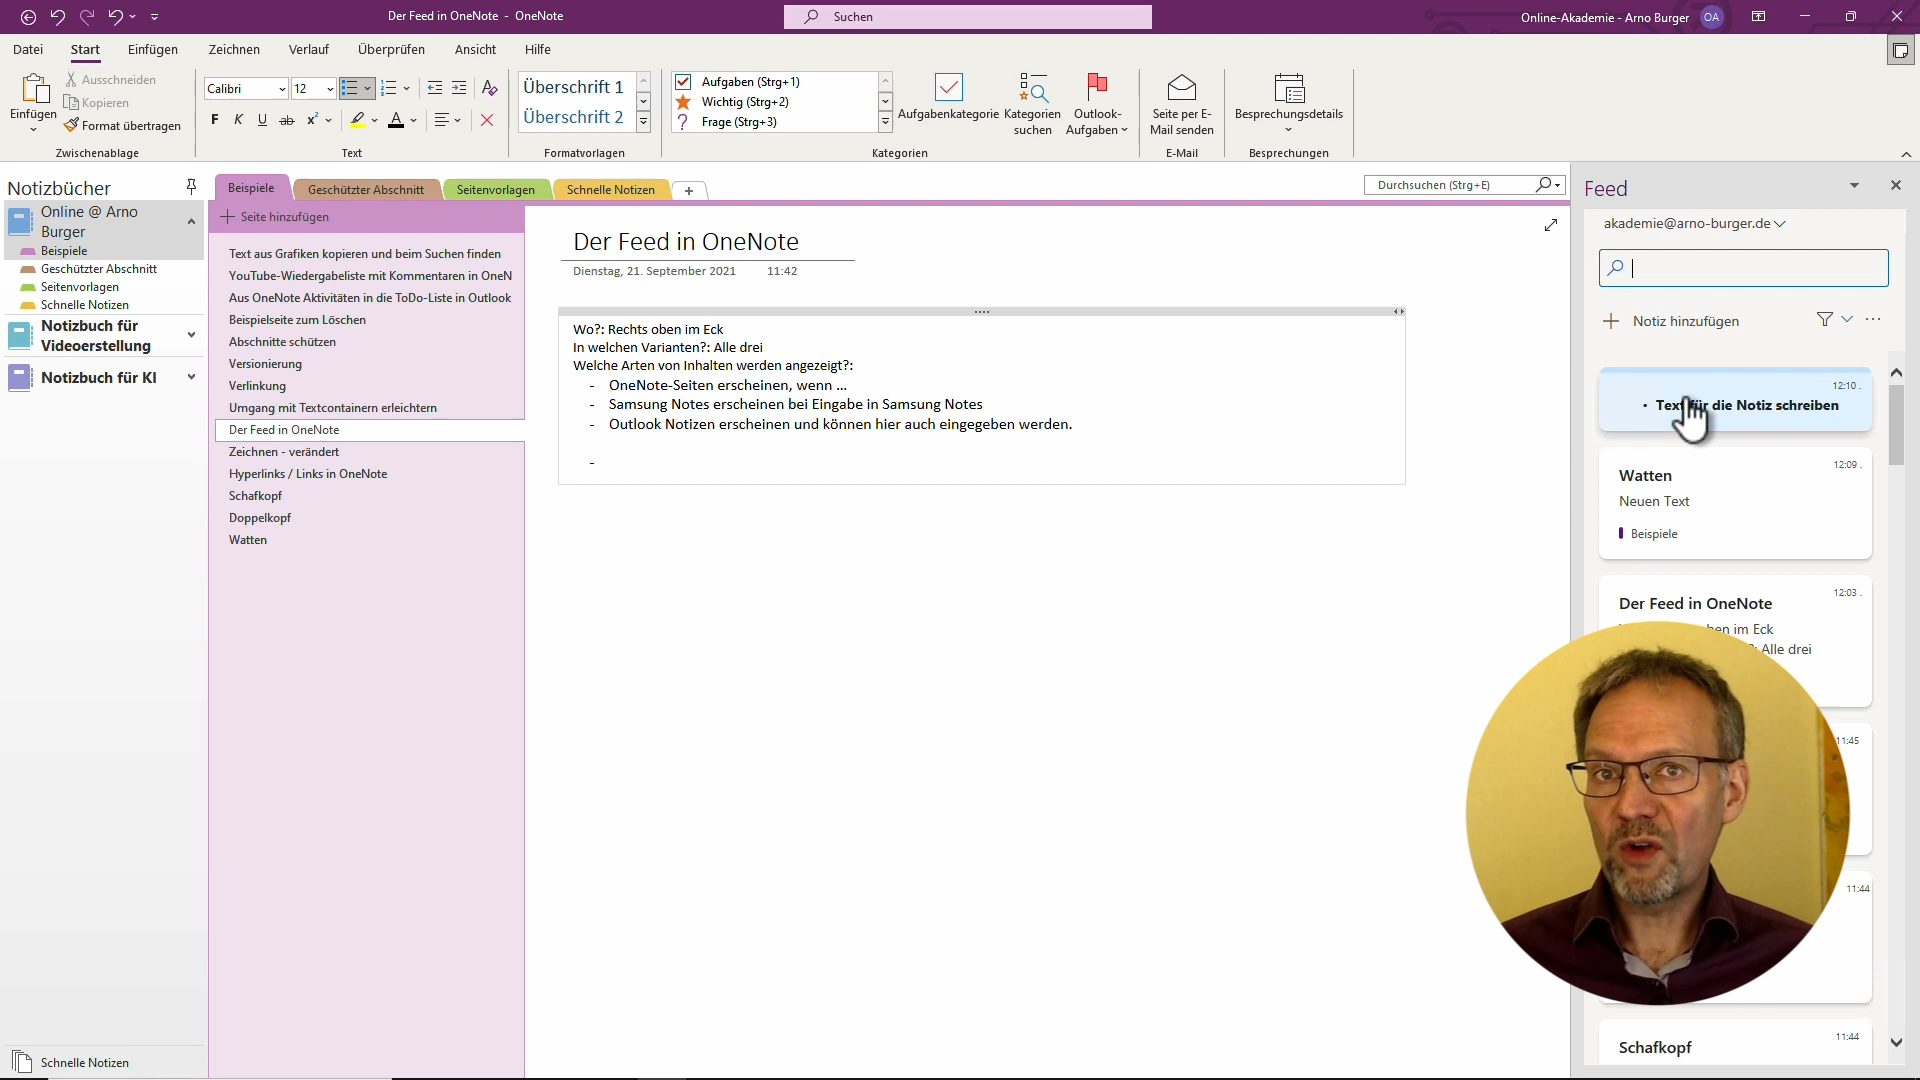 Der Feed in OneNote - OneNote
Suchen
Online-Akademie - Arno Burger
OA
Datei
Start
Einfügen
Zeichnen
Verlauf
Überprüfen
Ansicht
Hilfe
Einfügen
Ausschneiden
Kopieren
Format übertragen
Zwischenablage
Calibri
12
F
K
U
ab
x²
A
Text
Überschrift 1
Überschrift 2
Formatvorlagen
Aufgaben (Strg+1)
Wichtig (Strg+2)
Frage (Strg+3)
Aufgabenkategorie
Kategorien
suchen
Outlook-
Aufgaben
Kategorien
Seite per E-
Mail senden
E-Mail
Besprechungsdetails
Besprechungen
Notizbücher
Online @ Arno
Burger
Beispiele
Geschützter Abschnitt
Seitenvorlagen
Schnelle Notizen
Notizbuch für
Videoerstellung
Notizbuch für KI
Schnelle Notizen
Beispiele
Geschützter Abschnitt
Seitenvorlagen
Schnelle Notizen
+
Durchsuchen (Strg+E)
Seite hinzufügen
Text aus Grafiken kopieren und beim Suchen finden
YouTube-Wiedergabeliste mit Kommentaren in OneN
Aus OneNote Aktivitäten in die ToDo-Liste in Outlook
Beispielseite zum Löschen
Abschnitte schützen
Versionierung
Verlinkung
Umgang mit Textcontainern erleichtern
Der Feed in OneNote
Zeichnen - verändert
Hyperlinks / Links in OneNote
Schafkopf
Doppelkopf
Watten
Der Feed in OneNote
Dienstag, 21. September 2021 11:42
Wo?: Rechts oben im Eck
In welchen Varianten?: Alle drei
Welche Arten von Inhalten werden angezeigt?:
- OneNote-Seiten erscheinen, wenn ...
- Samsung Notes erscheinen bei Eingabe in Samsung Notes
- Outlook Notizen erscheinen und können hier auch eingegeben werden.
-
Feed
akademie@arno-burger.de
Notiz hinzufügen
12:10 .
• Text für die Notiz schreiben
12:09 .
Watten
Neuen Text
Beispiele
12:03 .
Der Feed in OneNote
im Eck
Alle drei
11:45
11:44
11:44
Schafkopf